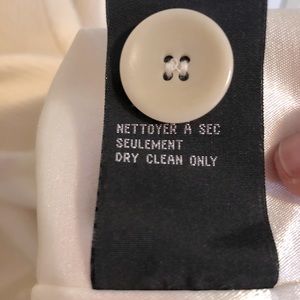 NETTOYER A SEC
SEULEMENT
DRY CLEAN ONLY